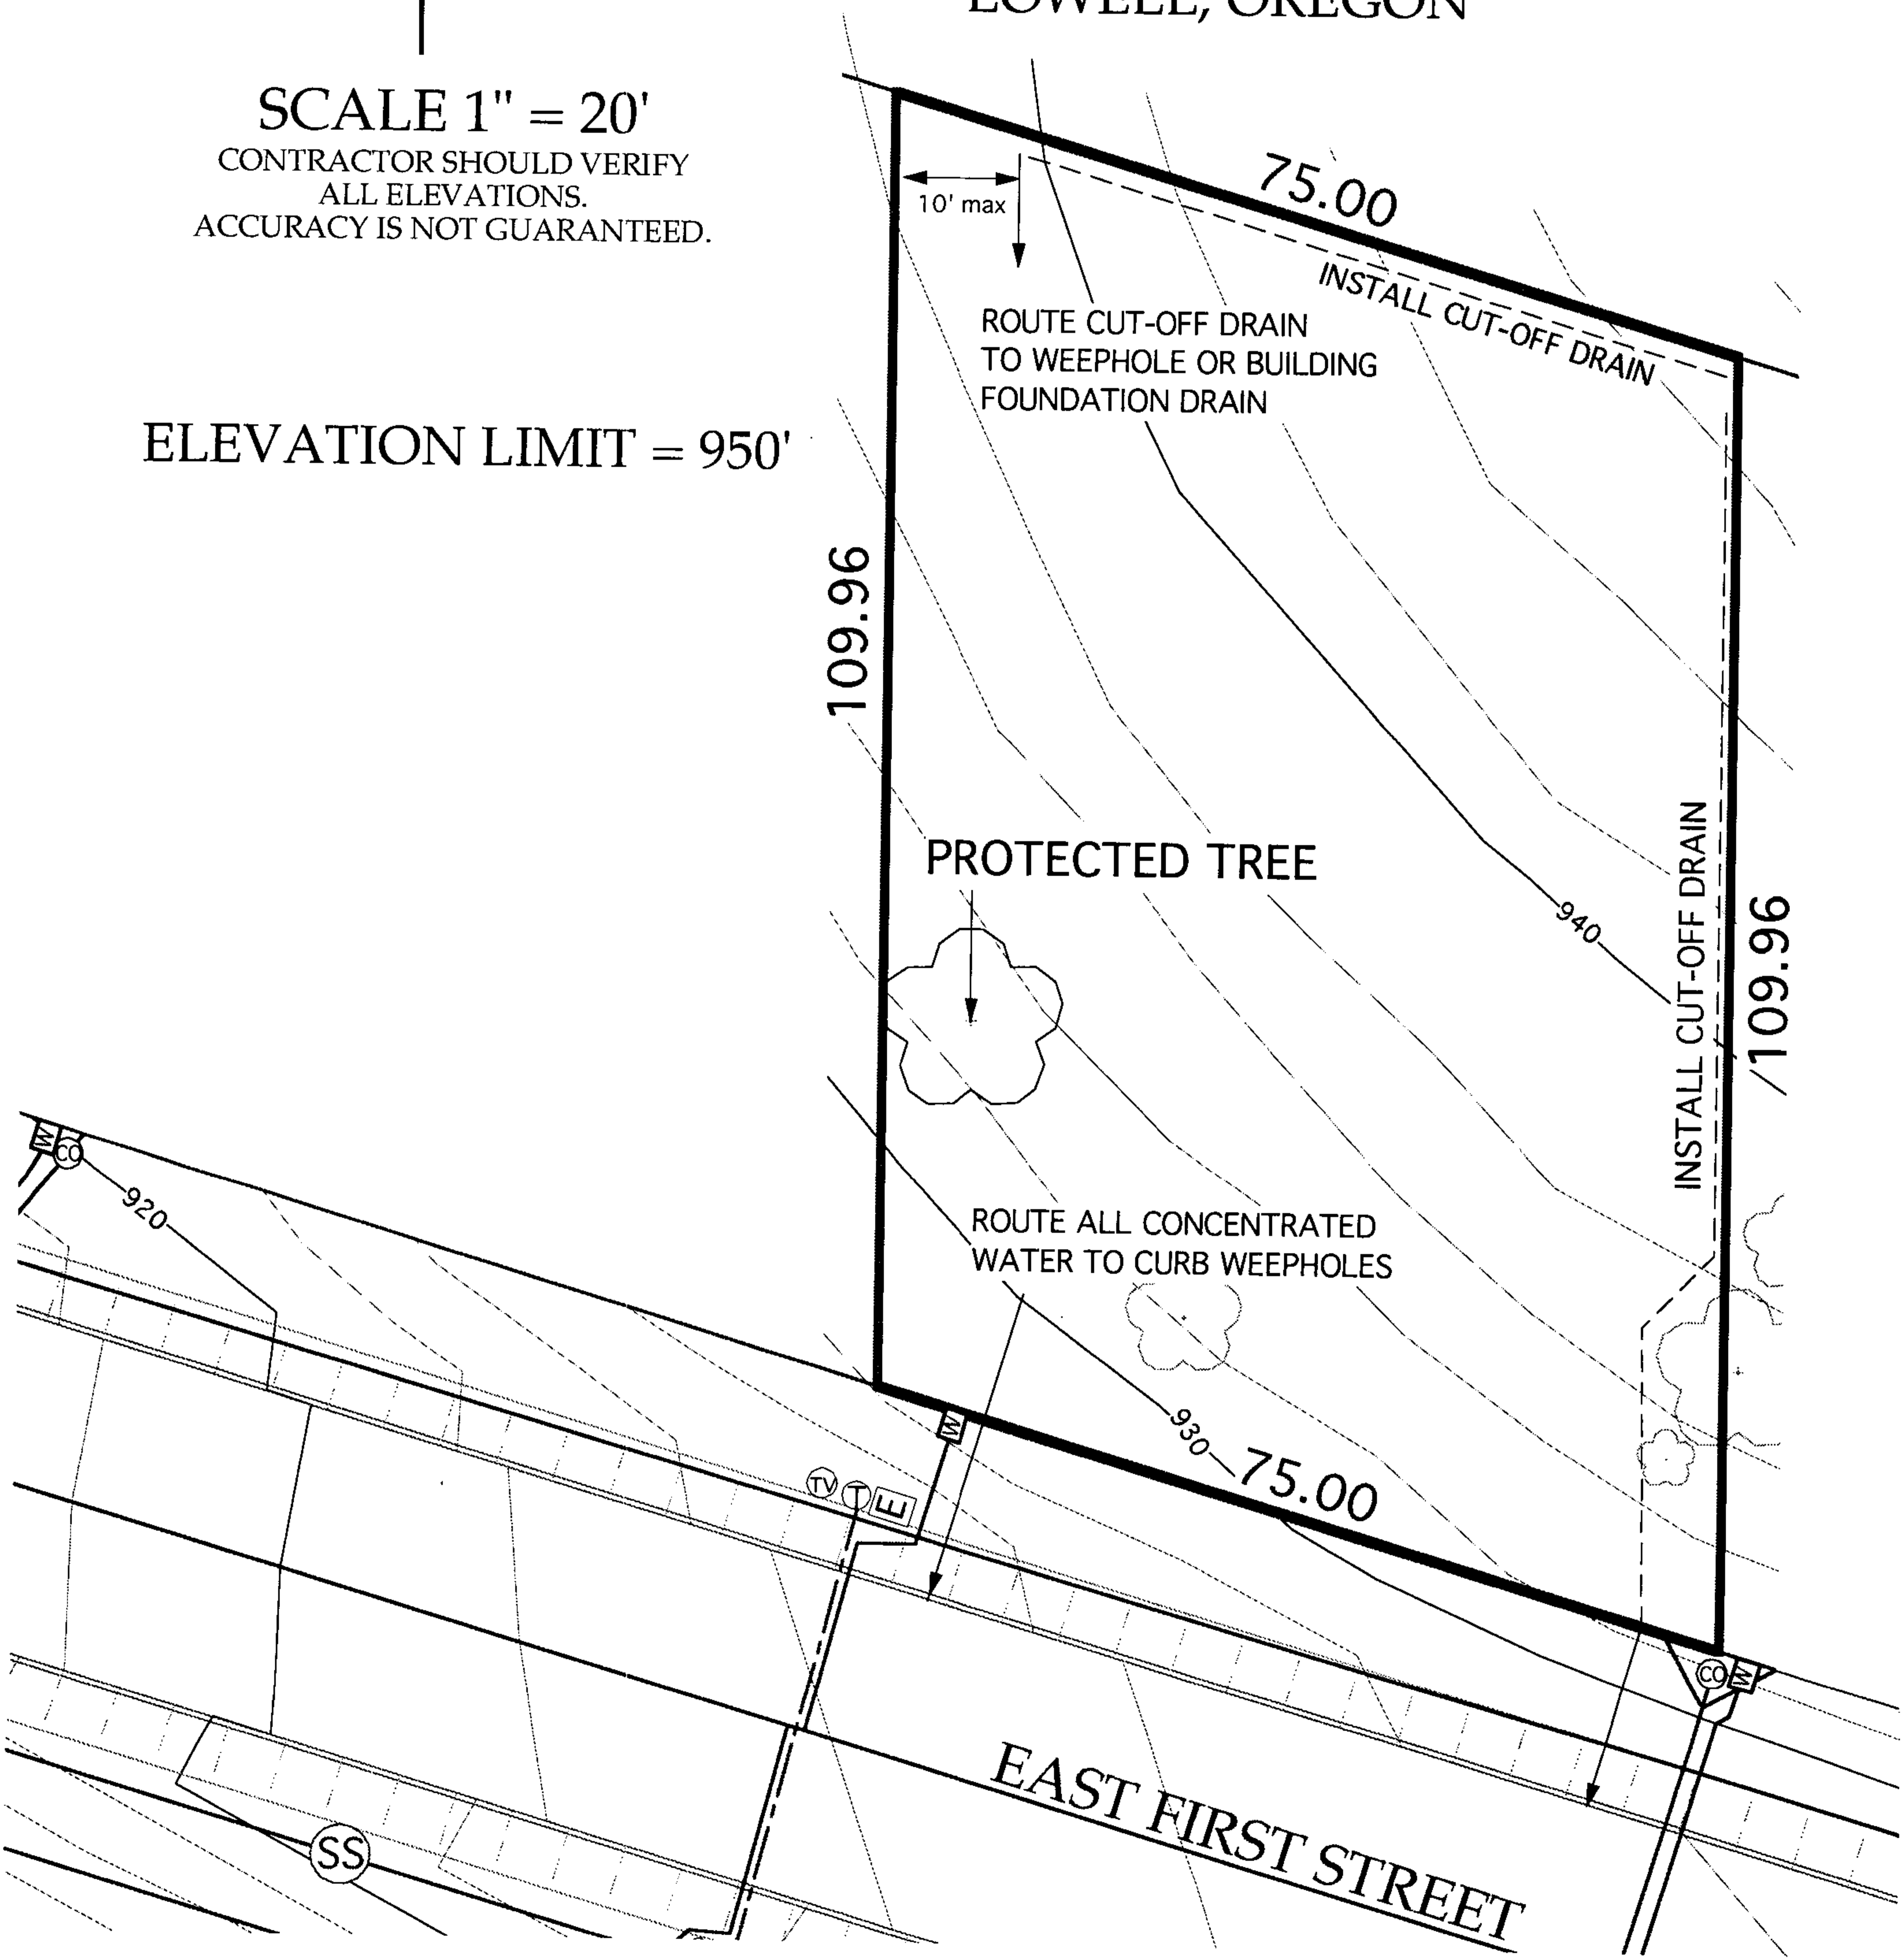 LOWELL, OREGON
SCALE 1" = 20'
CONTRACTOR SHOULD VERIFY
ALL ELEVATIONS.
ACCURACY IS NOT GUARANTEED.
ELEVATION LIMIT = 950'
75.00
10' max
INSTALL CUT-OFF DRAIN
ROUTE CUT-OFF DRAIN
TO WEEPHOLE OR BUILDING
FOUNDATION DRAIN
109.96
PROTECTED TREE
940
INSTALL CUT-OFF DRAIN
109.96
W
CO
920
ROUTE ALL CONCENTRATED
WATER TO CURB WEEPHOLES
W
930
75.00
TV
T
E
CO
W
EAST FIRST STREET
SS